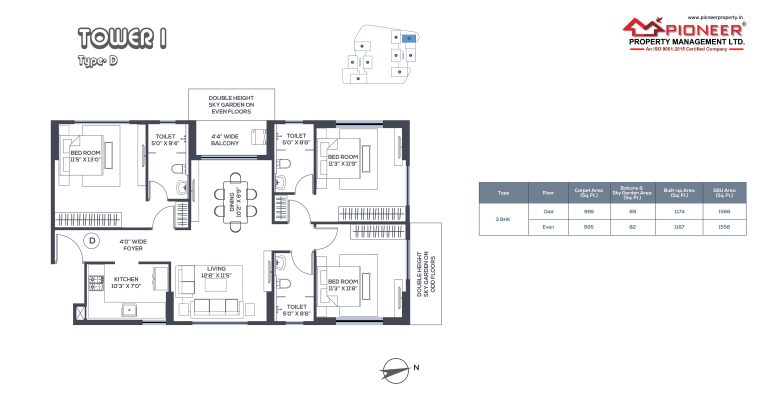 TOWER 1
Type- D
www.pioneerproperty.in
PIONEER®
PROPERTY MANAGEMENT LTD.
An ISO 9001:2015 Certified Company
DOUBLE HEIGHT
SKY GARDEN ON
EVEN FLOORS
4'4" WIDE
BALCONY
TOILET
5'0" X 9'4"
TOILET
5'0" X 8'6"
BED ROOM
11'5" X 13'0"
BED ROOM
11'3" X 11'9"
DINING
10'2" X 8'9"
D
4'0" WIDE
FOYER
KITCHEN
10'3" X 7'0"
LIVING
12'8" X 11'5"
BED ROOM
11'3" X 11'8"
TOILET
5'0" X 8'6"
DOUBLE HEIGHT
SKY GARDEN ON
ODD FLOORS
N
Type Floor Carpet Area (Sq. Ft.) Balcony & Sky Garden Area (Sq. Ft.) Built-up Area (Sq. Ft.) SBU Area (Sq. Ft.)
3 BHK Odd 995 89 1174 1566
Even 995 82 1167 1556